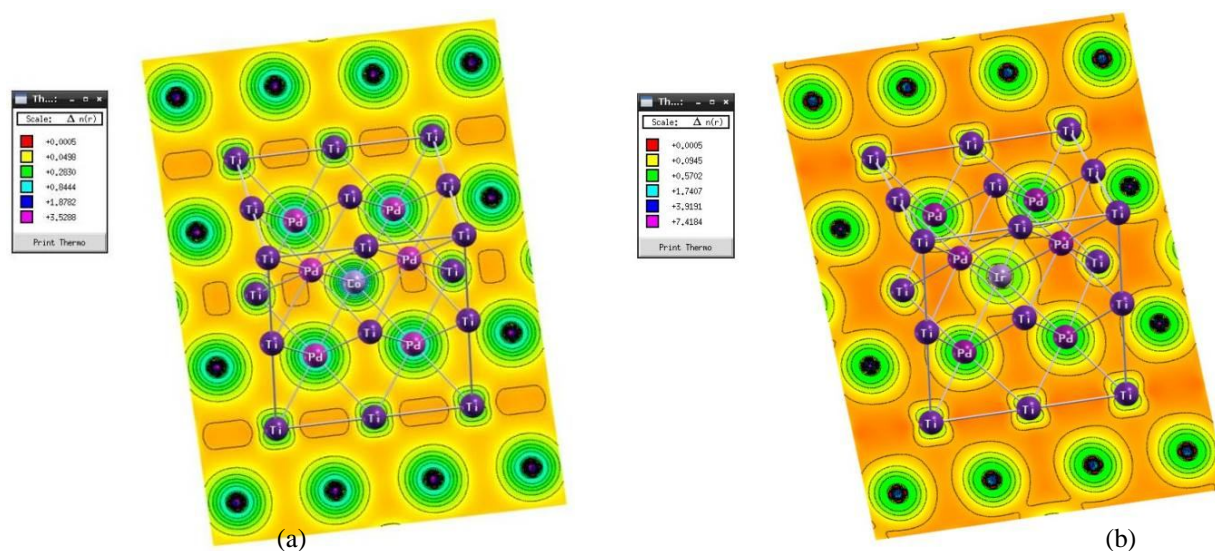 Th...:
Scale: Δ n(r)
+0.0005
+0.0498
+0.2830
+0.8444
+1.8782
+3.5288
Print Thermo
Ti
Ti
Ti
Ti
Ti
Ti
Pd
Pd
Ti
Ti
Ti
Pd
Pd
Ti
Co
Ti
Ti
Ti
Ti
Pd
Pd
Ti
Ti
Ti
(a)
Th...:
Scale: Δ n(r)
+0.0005
+0.0945
+0.5702
+1.7407
+3.9191
+7.4184
Print Thermo
Ti
Ti
Ti
Ti
Ti
Ti
Pd
Pd
Ti
Ti
Ti
Pd
Pd
Ti
Ir
Ti
Ti
Ti
Ti
Pd
Pd
Ti
Ti
Ti
(b)